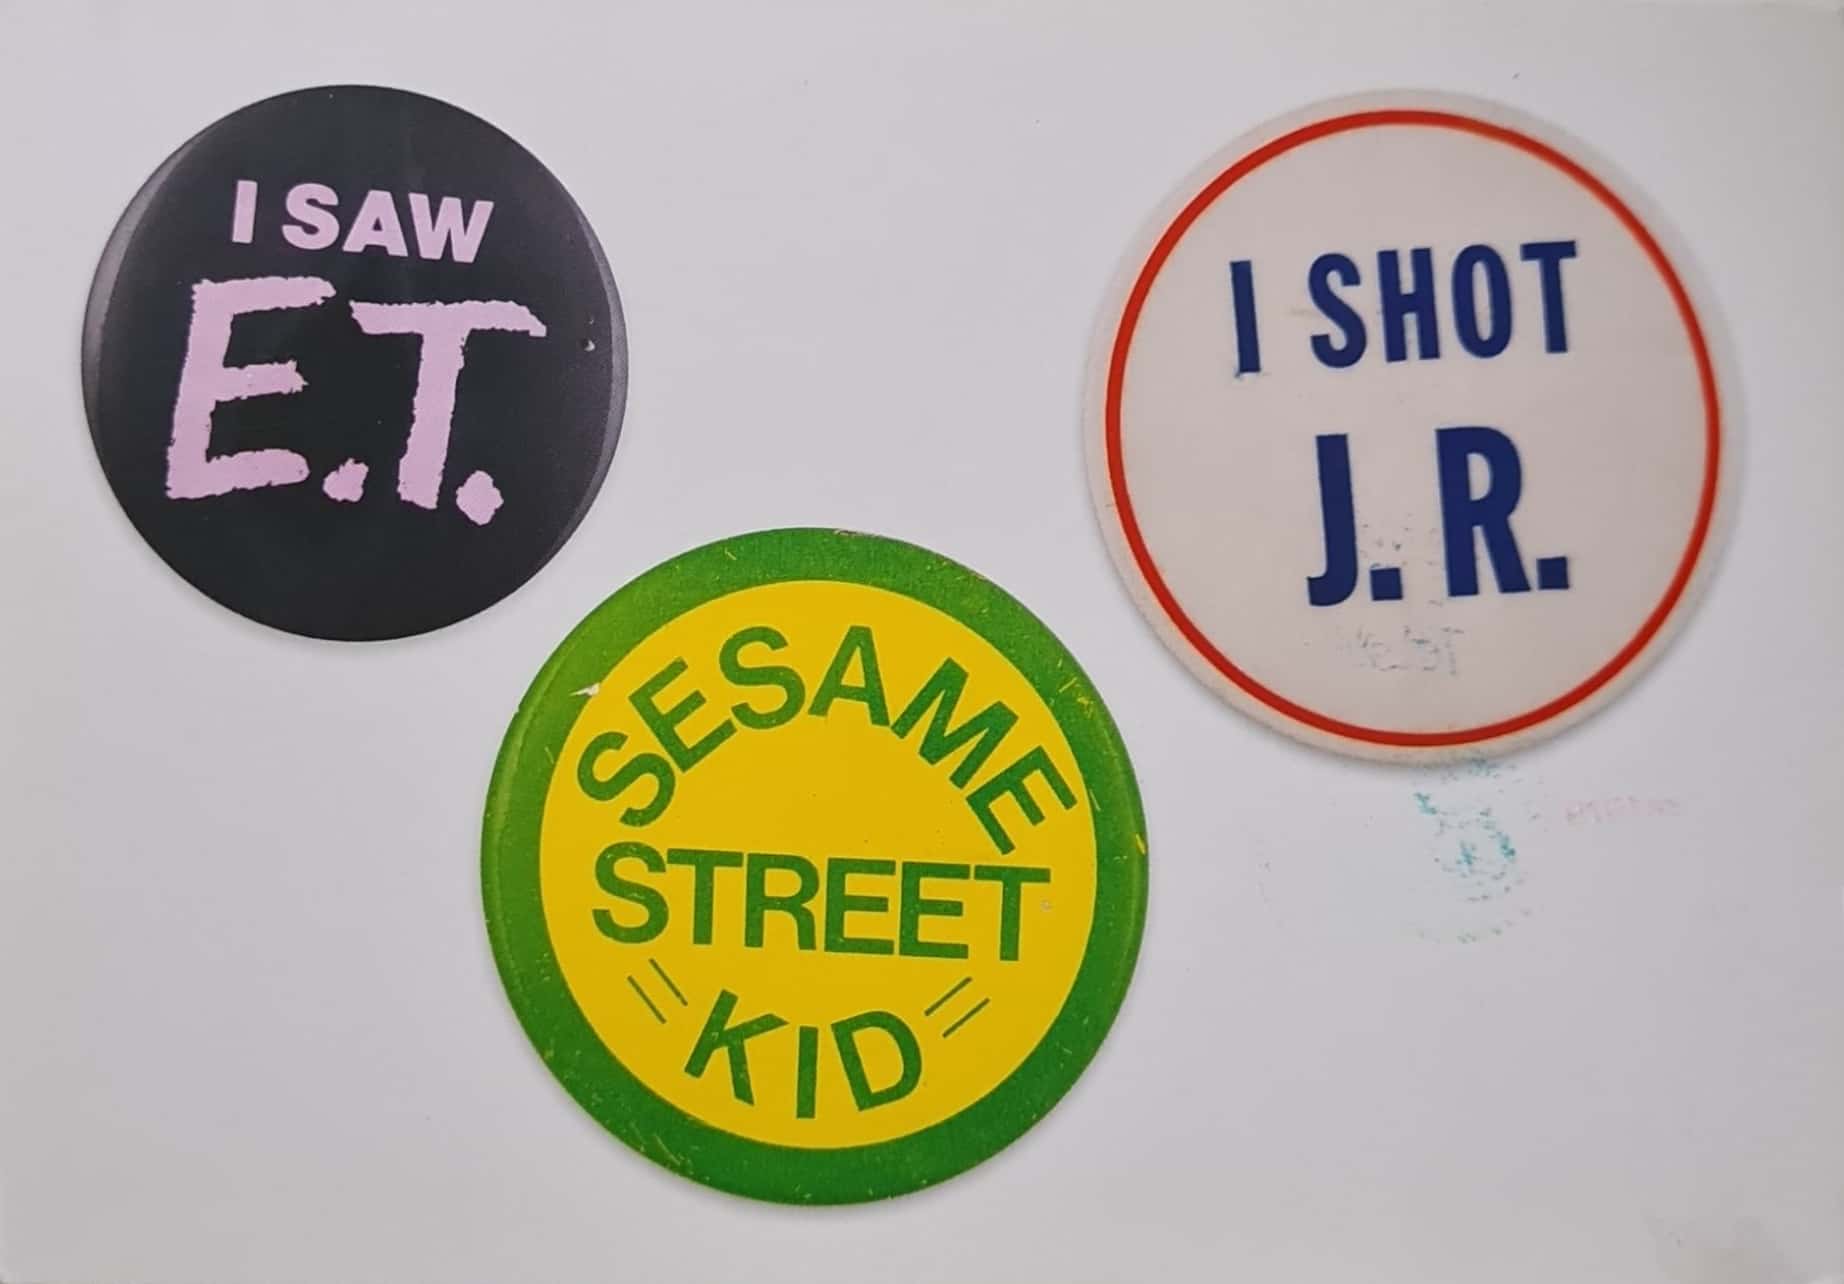 I SAW
E.T.
I SHOT
J. R.
SESAME
STREET
KID